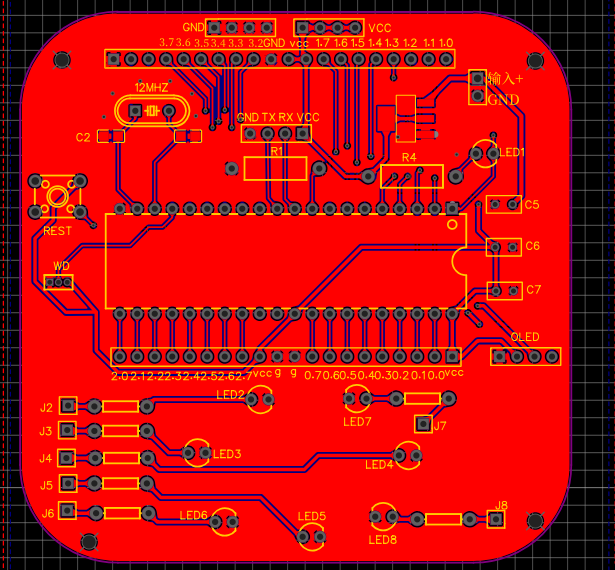 GND VCC
3.7 3.6 3.5 3.4 3.3 3.2 GND vcc 1.7 1.6 1.5 1.4 1.3 1.2 1.1 1.0
12MHZ 输入+
GND
GND TX RX VCC
C2
R1 R4 LED1
C5
REST
C6
WD
C7
OLED
2.0 2.1 2.2 2.3 2.4 2.5 2.6 2.7 vcc g g 0.7 0.6 0.5 0.4 0.3 0.2 0.1 0.0 vcc
LED2
J2 LED7
J7
J3
LED3
J4 LED4
J5
J6 LED6 LED5 J8
LED8